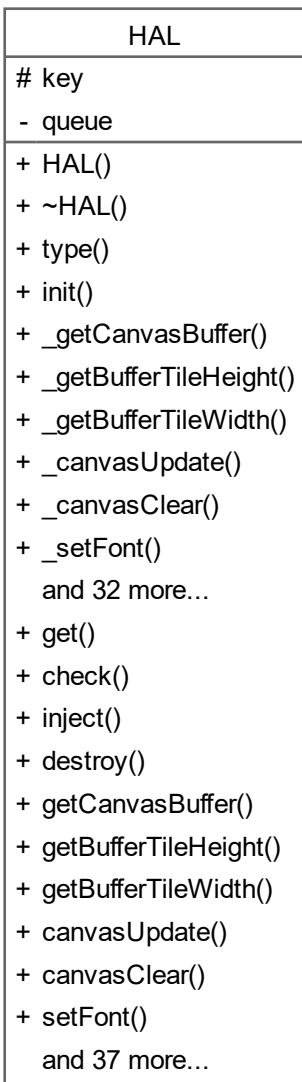 HAL
# key
- queue
+ HAL()
+ ~HAL()
+ type()
+ init()
+ _getCanvasBuffer()
+ _getBufferTileHeight()
+ _getBufferTileWidth()
+ _canvasUpdate()
+ _canvasClear()
+ _setFont()
and 32 more...
+ get()
+ check()
+ inject()
+ destroy()
+ getCanvasBuffer()
+ getBufferTileHeight()
+ getBufferTileWidth()
+ canvasUpdate()
+ canvasClear()
+ setFont()
and 37 more...